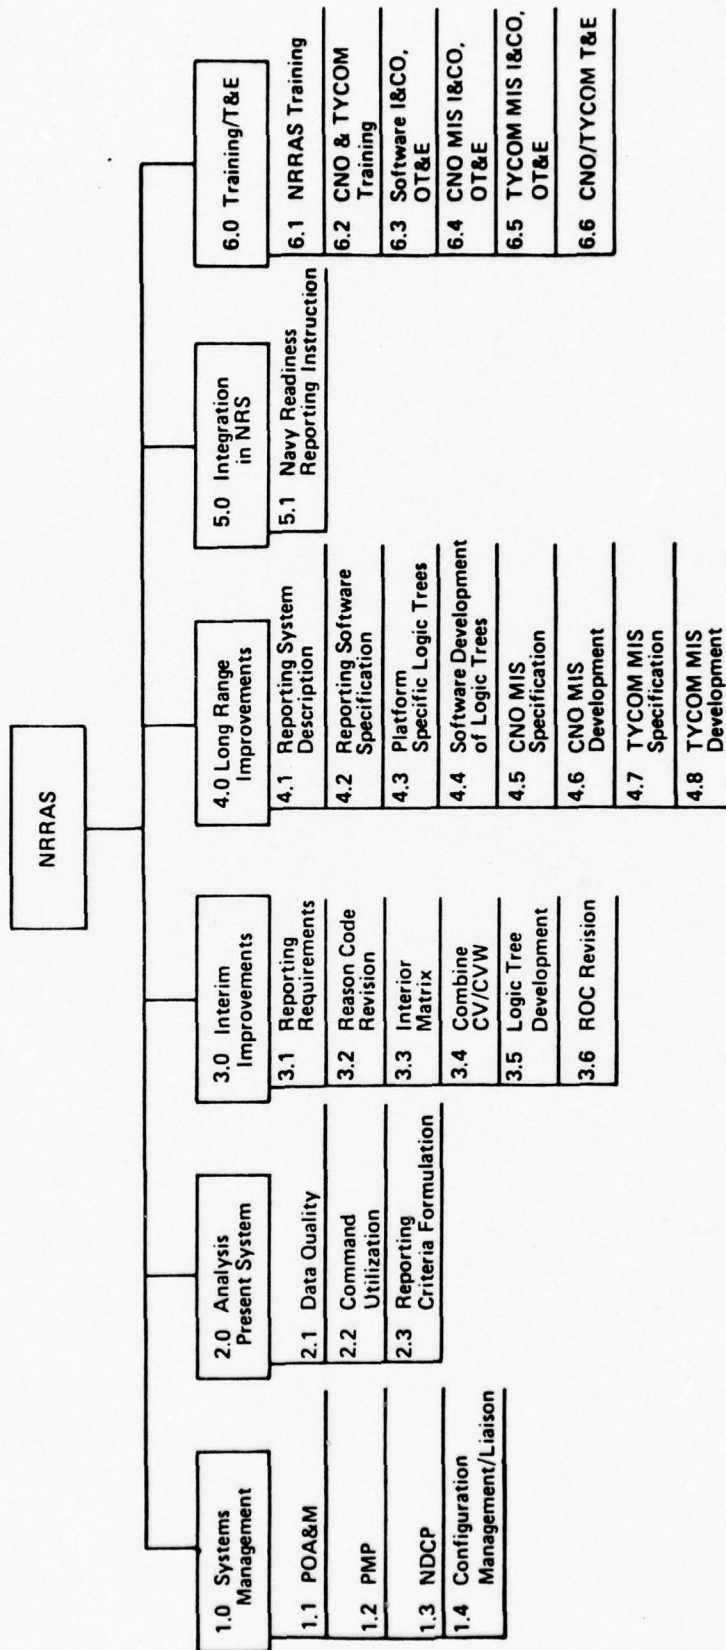 NRRAS
1.0 Systems
Management
1.1 POA&M
1.2 PMP
1.3 NDCP
1.4 Configuration
Management/Liaison
2.0 Analysis
Present System
2.1 Data Quality
2.2 Command
Utilization
2.3 Reporting
Criteria Formulation
3.0 Interim
Improvements
3.1 Reporting
Requirements
3.2 Reason Code
Revision
3.3 Interior
Matrix
3.4 Combine
CV/CVW
3.5 Logic Tree
Development
3.6 ROC Revision
4.0 Long Range
Improvements
4.1 Reporting System
Description
4.2 Reporting Software
Specification
4.3 Platform
Specific Logic Trees
4.4 Software Development
of Logic Trees
4.5 CNO MIS
Specification
4.6 CNO MIS
Development
4.7 TYCOM MIS
Specification
4.8 TYCOM MIS
Development
5.0 Integration
in NRS
5.1 Navy Readiness
Reporting Instruction
6.0 Training/T&E
6.1 NRRAS Training
6.2 CNO & TYCOM
Training
6.3 Software I&CO,
OT&E
6.4 CNO MIS I&CO,
OT&E
6.5 TYCOM MIS I&CO,
OT&E
6.6 CNO/TYCOM T&E